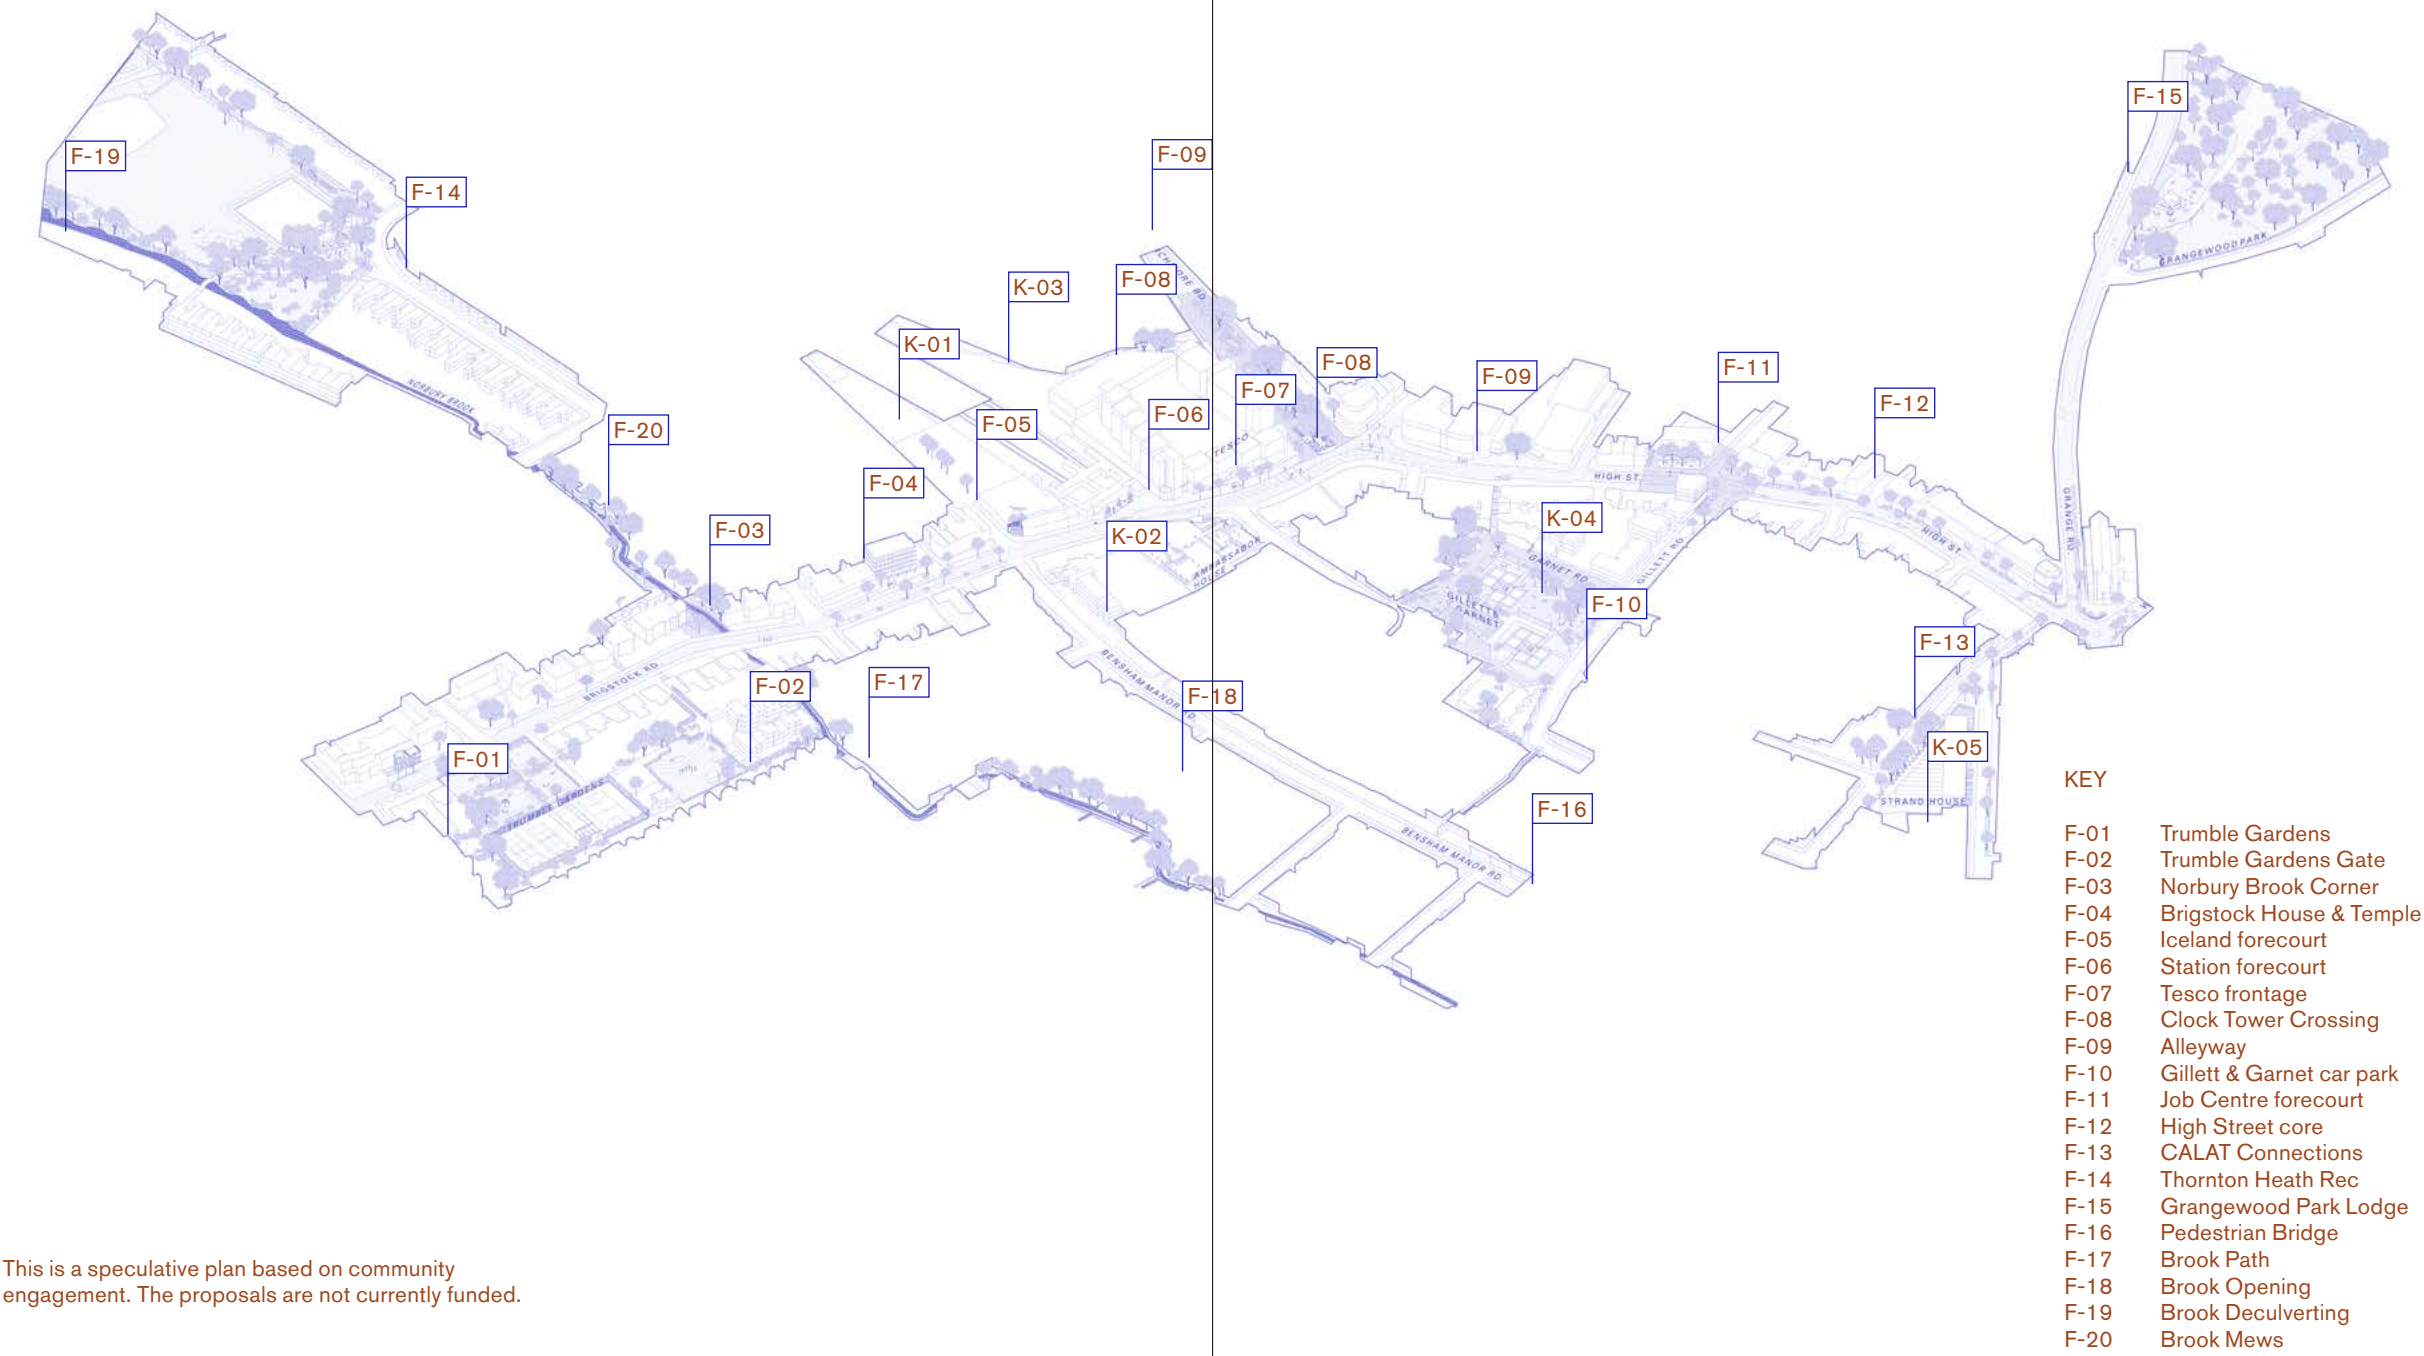 F-15
F-19
F-09
F-14
GRANGEWOOD PARK
K-03
F-08
K-01
F-08
F-11
F-07
F-09
F-12
NORBURY BROOK
F-06
F-05
F-20
TESCO
F-04
HIGH ST
K-04
F-03
K-02
GRANGE RD.
HIGH ST.
AMBASSADOR
HOUSE
GARNET RD.
GILLETT RD.
GILLETT &
GARNET
F-10
F-13
BRIGSTOCK RD.
BENSHAM MANOR RD.
F-02
F-17
F-18
F-01
K-05
TRUMBLE GARDENS
STRAND HOUSE
F-16
BENSHAM MANOR RD.
KEY
F-01 Trumble Gardens
F-02 Trumble Gardens Gate
F-03 Norbury Brook Corner
F-04 Brigstock House & Temple
F-05 Iceland forecourt
F-06 Station forecourt
F-07 Tesco frontage
F-08 Clock Tower Crossing
F-09 Alleyway
F-10 Gillett & Garnet car park
F-11 Job Centre forecourt
F-12 High Street core
F-13 CALAT Connections
F-14 Thornton Heath Rec
F-15 Grangewood Park Lodge
F-16 Pedestrian Bridge
F-17 Brook Path
F-18 Brook Opening
F-19 Brook Deculverting
F-20 Brook Mews
This is a speculative plan based on community
engagement. The proposals are not currently funded.